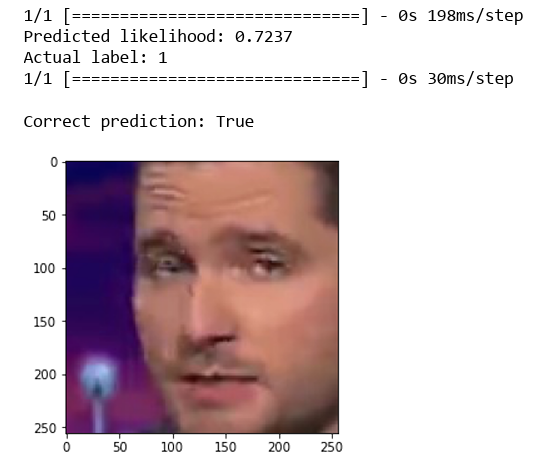 1/1 [==============================] - 0s 198ms/step
Predicted likelihood: 0.7237
Actual label: 1
1/1 [==============================] - 0s 30ms/step
Correct prediction: True
0
50
100
150
200
250
0 50 100 150 200 250